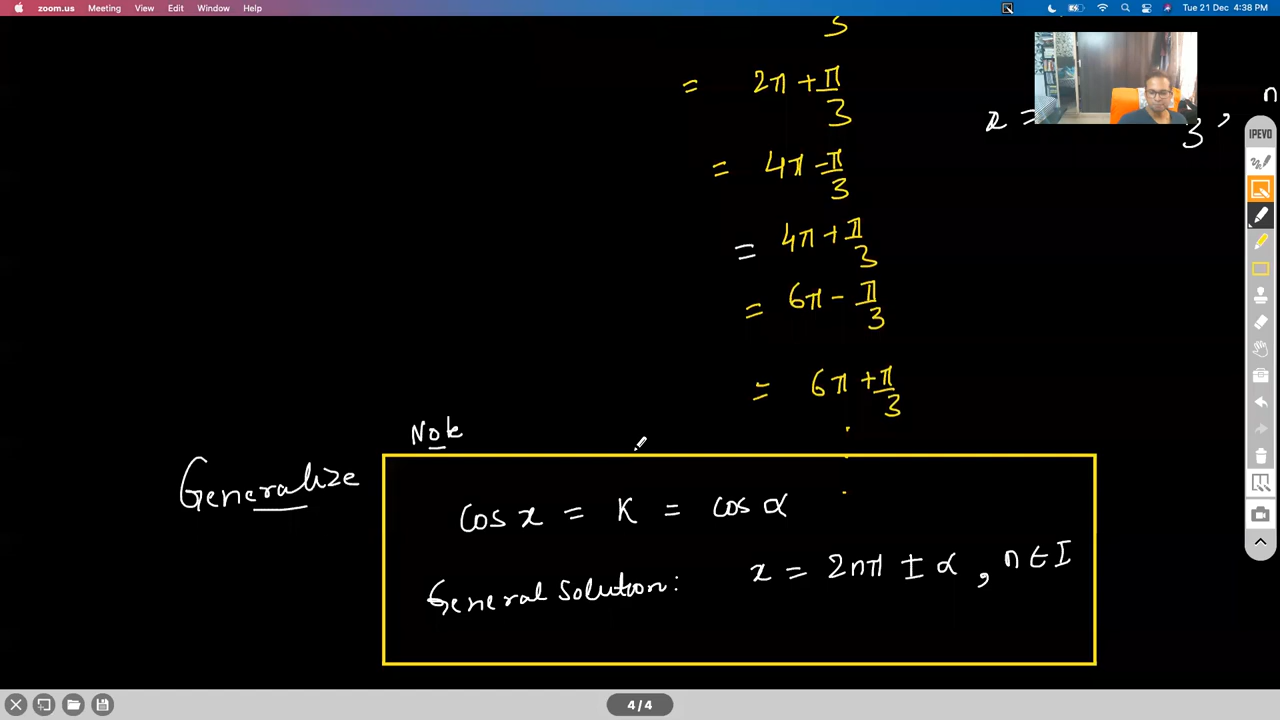 zoom.us Meeting View Edit Window Help Tue 21 Dec 4:38 PM
3
= 2π + π/3
n
x = 3 ,
IPEVO
= 4π - π/3
= 4π + π/3
= 6π - π/3
= 6π + π/3
Note
Generalize
Cos x = K = cos α
General Solution: x = 2nπ ± α , n ∈ I
4/4